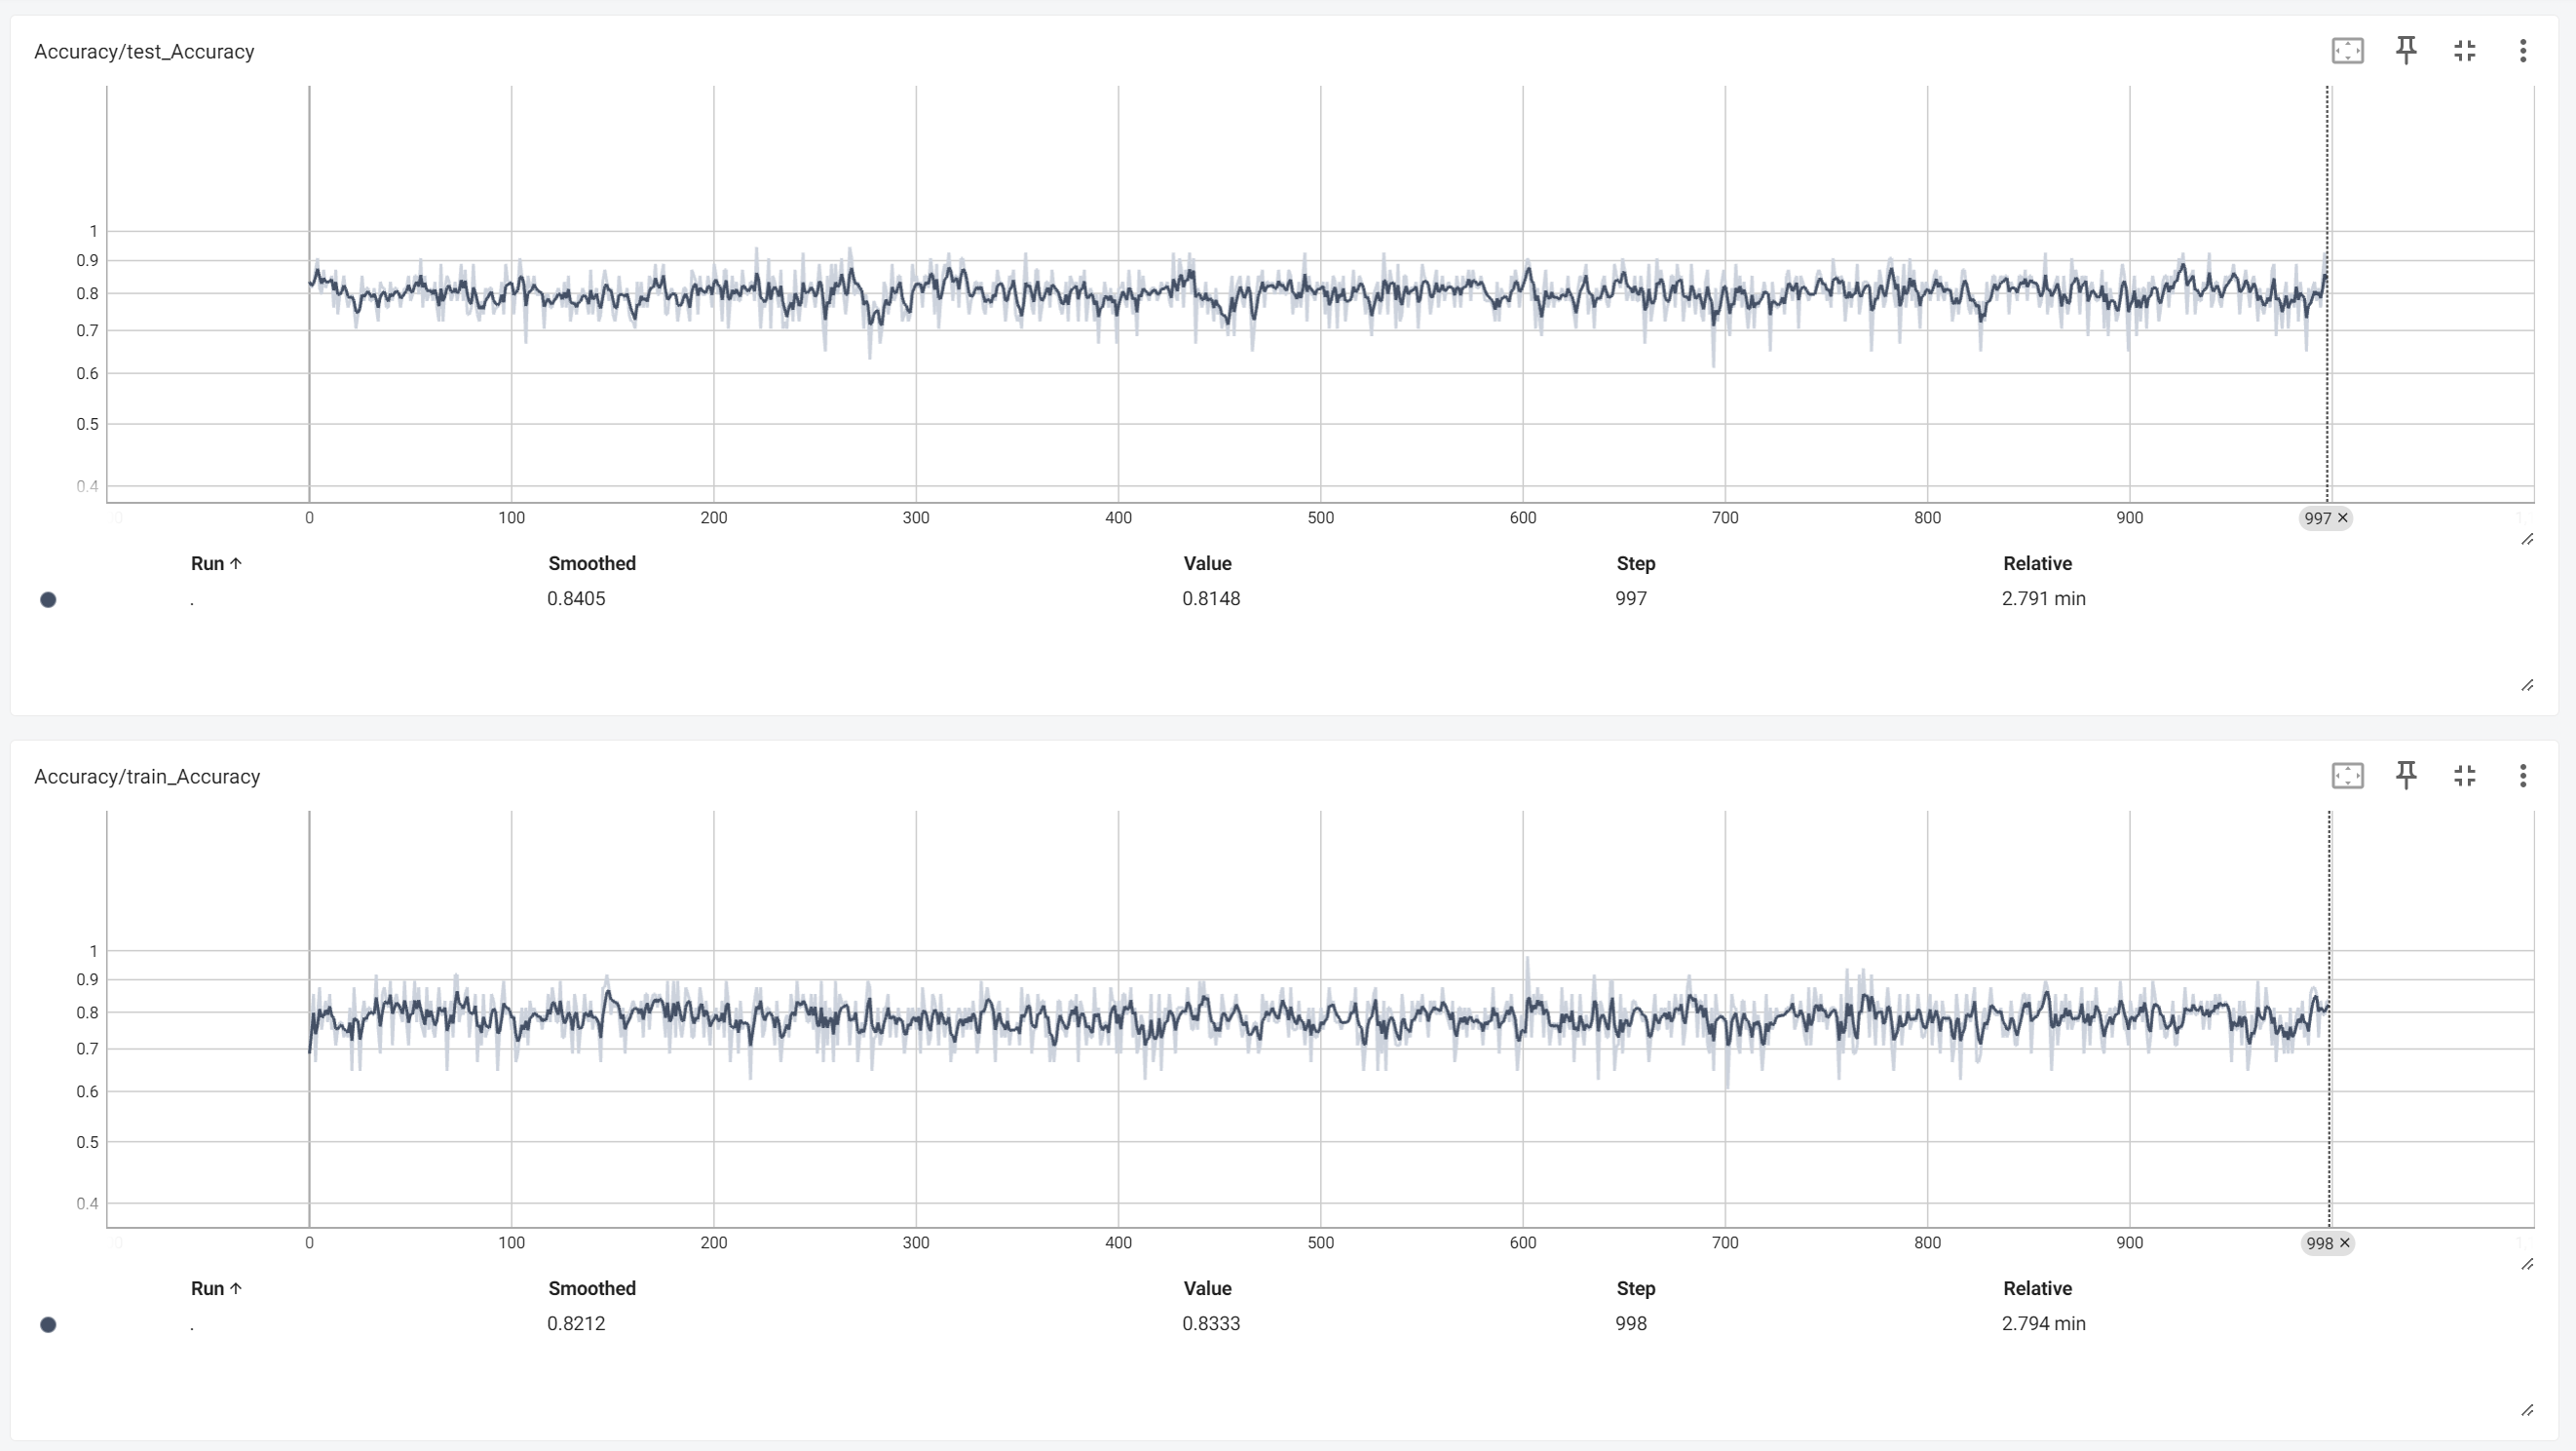 Accuracy/test_Accuracy
1
0.9
0.8
0.7
0.6
0.5
0.4
0 100 200 300 400 500 600 700 800 900 997 ×
Run ↑ Smoothed Value Step Relative
. 0.8405 0.8148 997 2.791 min
Accuracy/train_Accuracy
1
0.9
0.8
0.7
0.6
0.5
0.4
0 100 200 300 400 500 600 700 800 900 998 ×
Run ↑ Smoothed Value Step Relative
. 0.8212 0.8333 998 2.794 min